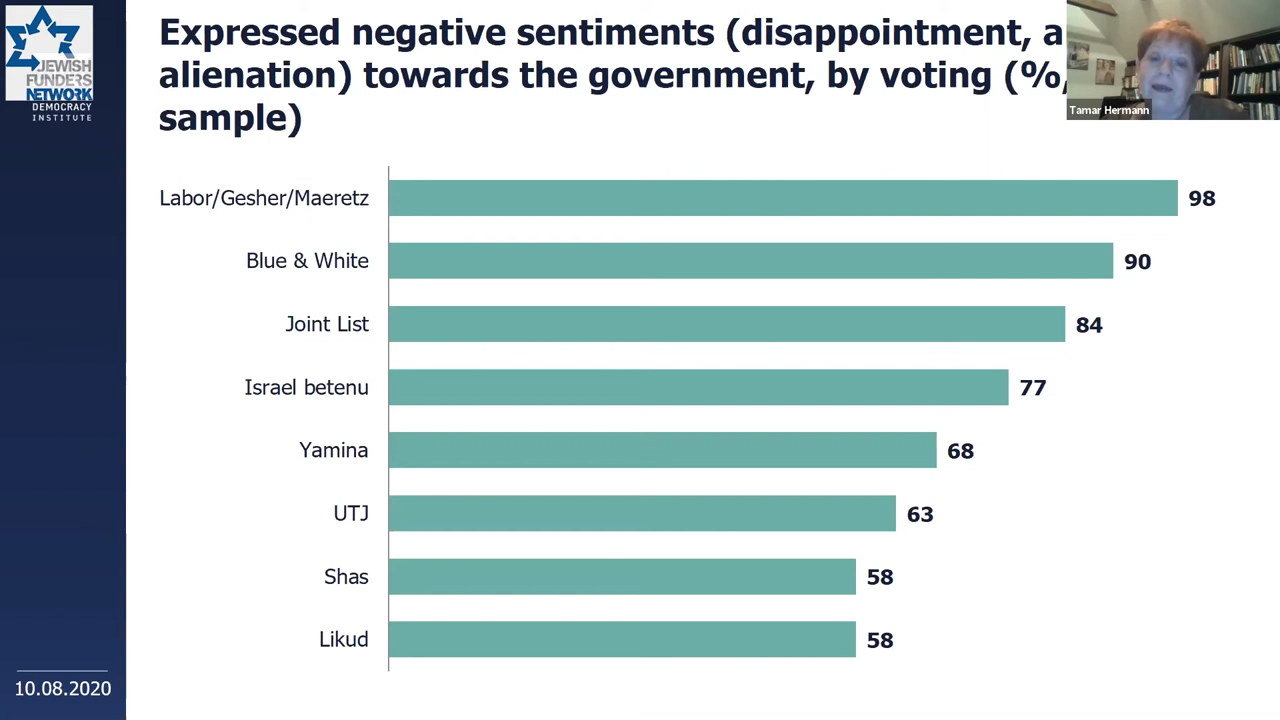 JEWISH
FUNDERS
NETWORK
DEMOCRACY
INSTITUTE
Expressed negative sentiments (disappointment, a
alienation) towards the government, by voting (%,
sample)
Tamar Hermann
Labor/Gesher/Maeretz 98
Blue & White 90
Joint List 84
Israel betenu 77
Yamina 68
UTJ 63
Shas 58
Likud 58
10.08.2020